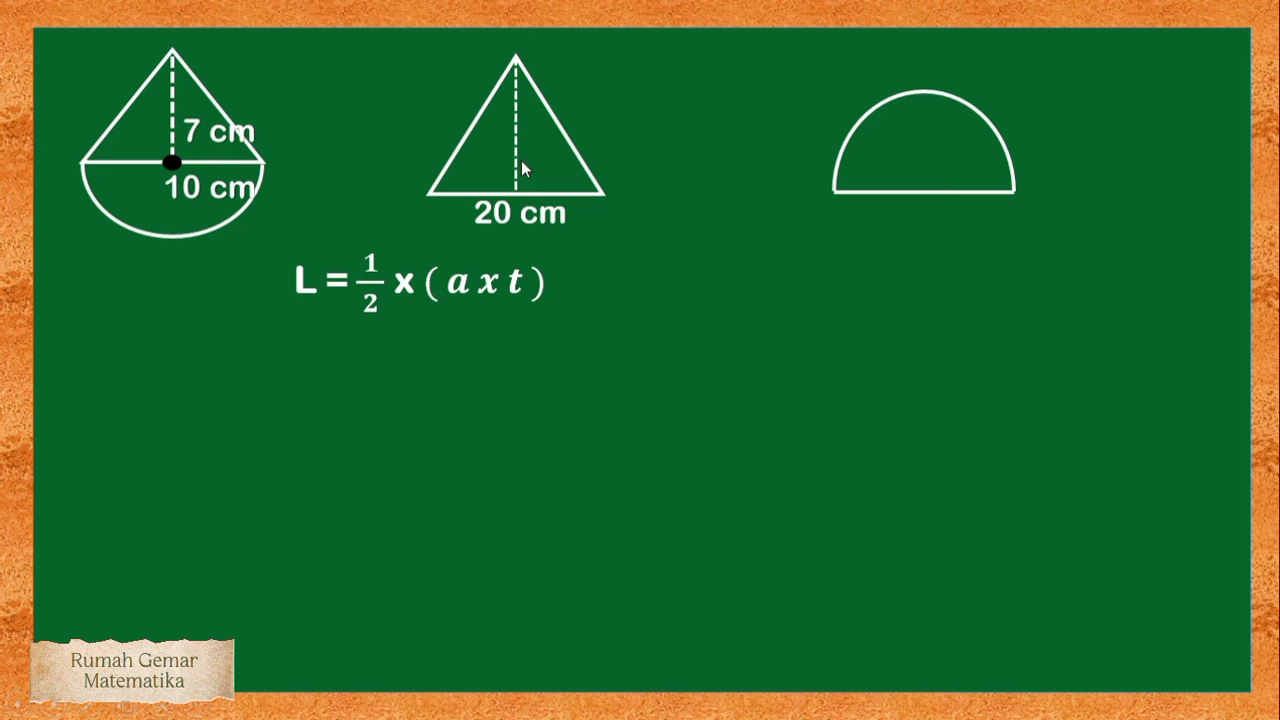 7 cm
10 cm
20 cm
L = 1/2 x ( a x t )
Rumah Gemar
Matematika